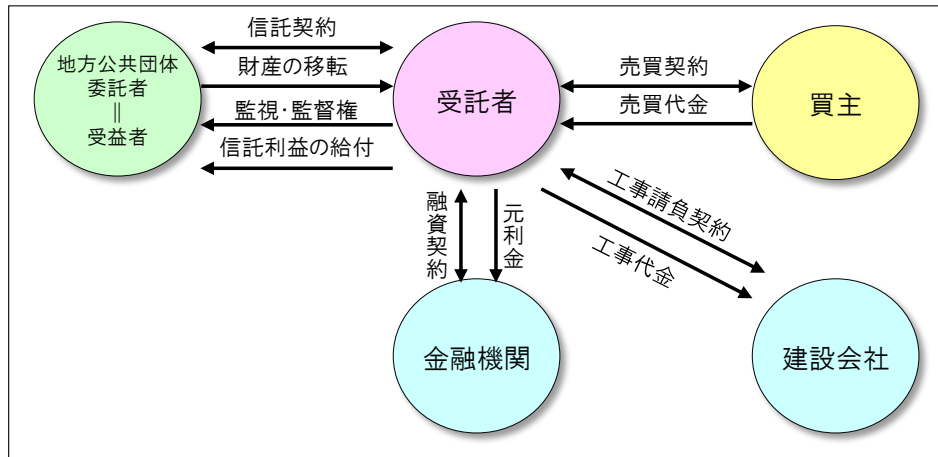 信託契約
地方公共団体
委託者
||
受益者
財産の移転
監視・監督権
信託利益の給付
受託者
売買契約
売買代金
買主
融資契約
元利金
工事請負契約
工事代金
金融機関
建設会社